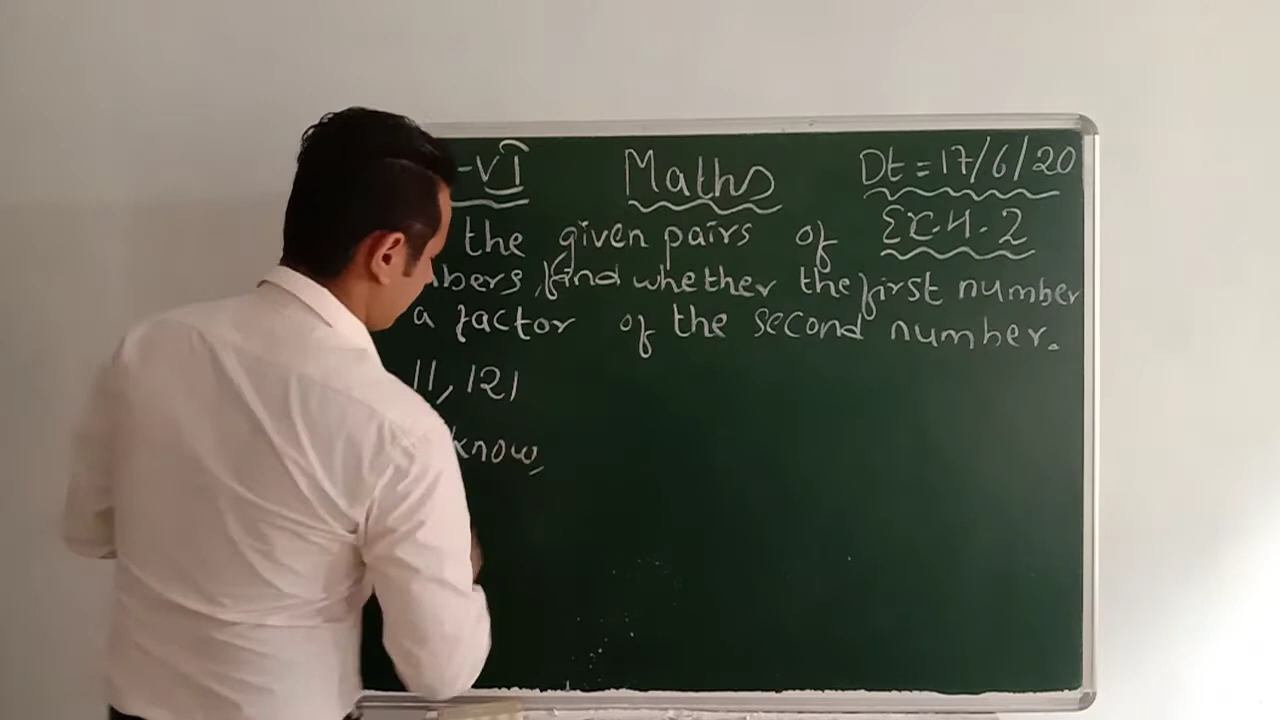 -VI Maths Dt=17/6/20
the given pairs of Ex.4.2
bers, find whether the first number
a factor of the second number.
11, 121
know,